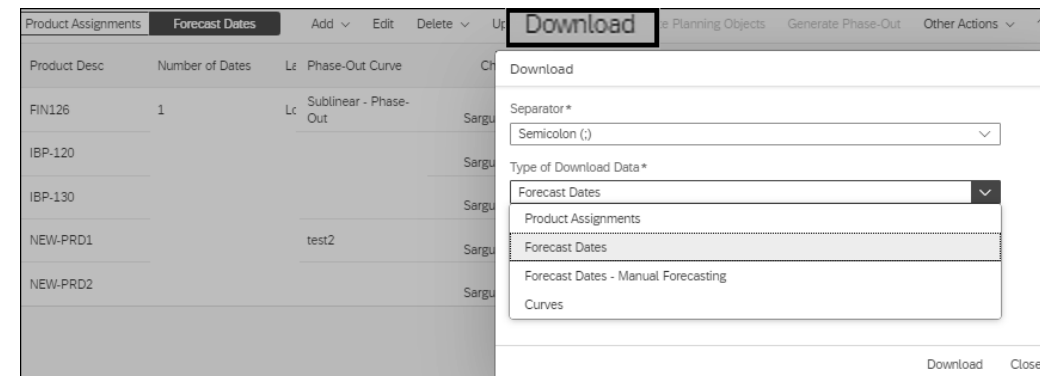 Product Assignments Forecast Dates Add Edit Delete Download Planning Objects Generate Phase-Out Other Actions
Product Desc Number of Dates Phase-Out Curve
FIN126 1 Sublinear - Phase-
Out
IBP-120
IBP-130
NEW-PRD1 test2
NEW-PRD2
Download
Separator*
Semicolon (;)
Type of Download Data*
Forecast Dates
Product Assignments
Forecast Dates
Forecast Dates - Manual Forecasting
Curves
Download Close